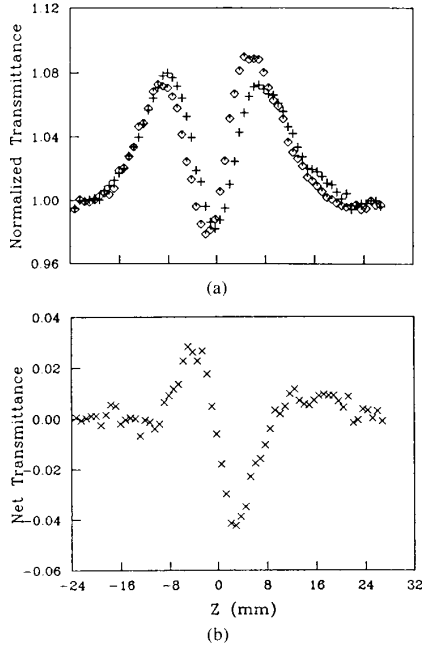 (a)
1.12
1.08
1.04
1.00
0.96
Normalized Transmittance
(a)
0.04
0.02
0.00
-0.02
-0.04
-0.06
Net Transmittance
-24 -16 -8 0 8 16 24 32
Z (mm)
(b)